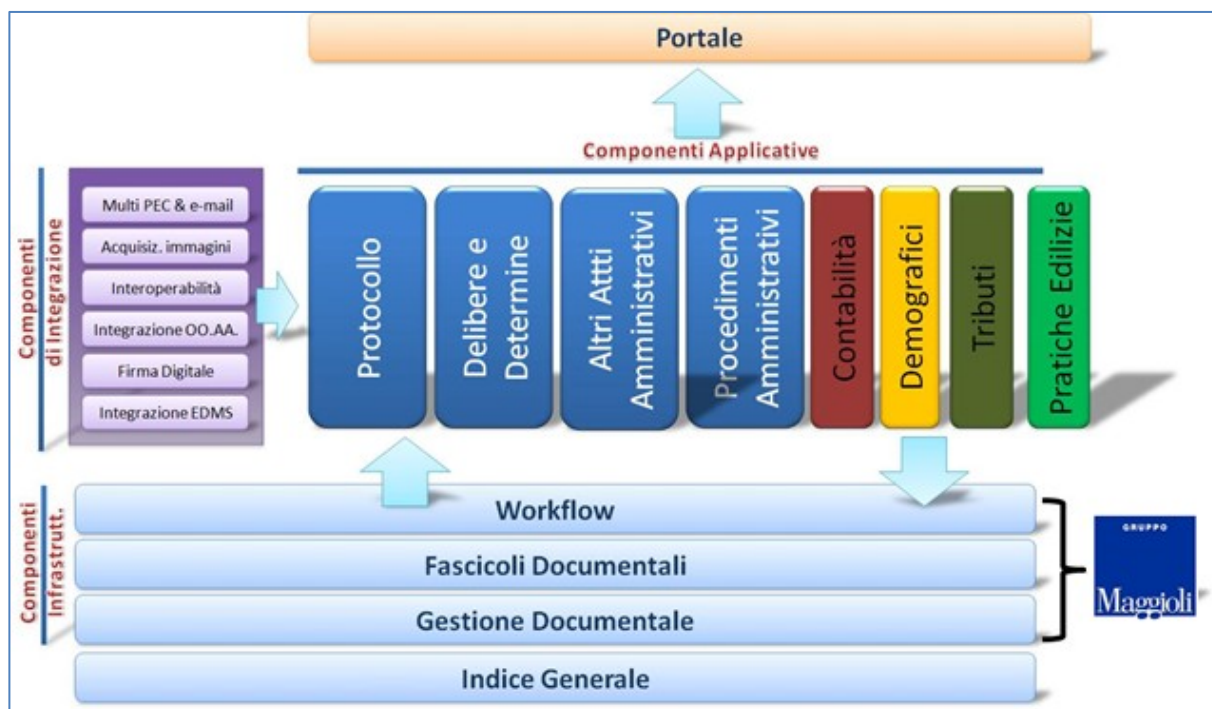 Portale
Componenti Applicative
Componenti
di Integrazione
Multi PEC & e-mail
Acquisiz. immagini
Interoperabilità
Integrazione OO.AA.
Firma Digitale
Integrazione EDMS
Protocollo
Delibere e
Determine
Altri Attti
Amministrativi
Procedimenti
Amministrativi
Contabilità
Demografici
Tributi
Pratiche Edilizie
Componenti
Infrastrutt.
Workflow
Fascicoli Documentali
Gestione Documentale
Indice Generale
GRUPPO
Maggioli